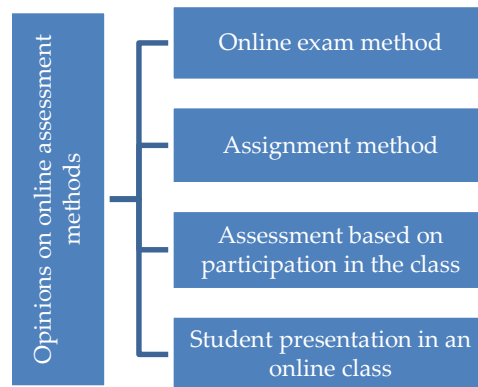 Opinions on online assessment
methods
Online exam method
Assignment method
Assessment based on
participation in the class
Student presentation in an
online class